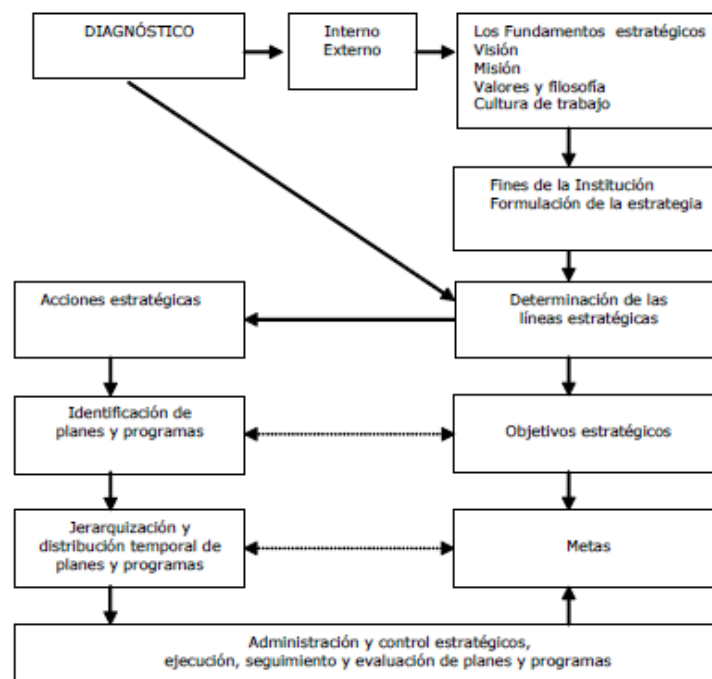 DIAGNÓSTICO
Interno
Externo
Los Fundamentos estratégicos
Visión
Misión
Valores y filosofía
Cultura de trabajo
Fines de la Institución
Formulación de la estrategia
Acciones estratégicas
Determinación de las
líneas estratégicas
Identificación de
planes y programas
Objetivos estratégicos
Jerarquización y
distribución temporal de
planes y programas
Metas
Administración y control estratégicos,
ejecución, seguimiento y evaluación de planes y programas